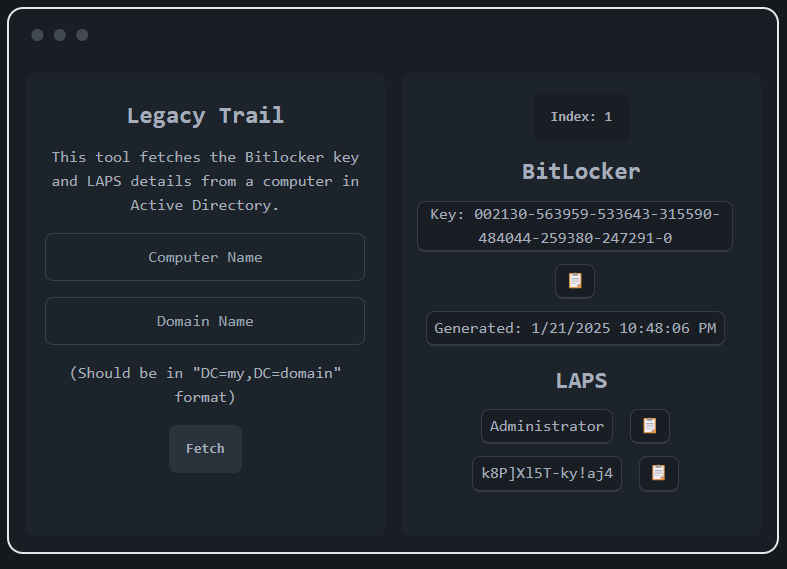 Legacy Trail
This tool fetches the Bitlocker key
and LAPS details from a computer in
Active Directory.
Computer Name
Domain Name
(Should be in "DC=my,DC=domain"
format)
Fetch
Index: 1
BitLocker
Key: 002130-563959-533643-315590-
484044-259380-247291-0
Generated: 1/21/2025 10:48:06 PM
LAPS
Administrator
k8P]Xl5T-ky!aj4